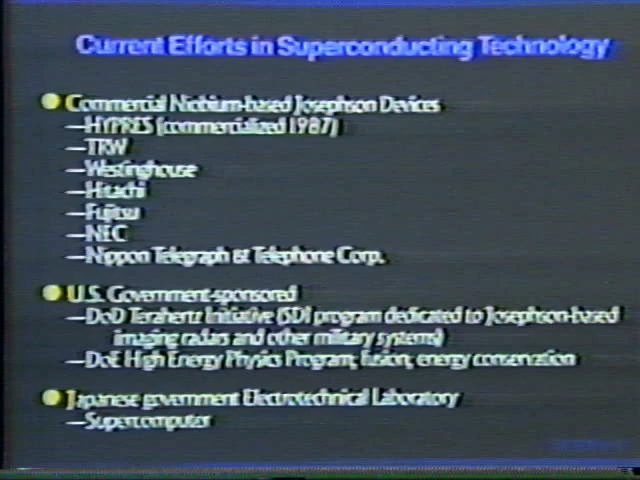 Current Efforts in Superconducting Technology
Commercial Niobium-based Josephson Devices
—HYPRES (commercialized 1987)
—TRW
—Westinghouse
—Hitachi
—Fujitsu
—NEC
—Nippon Telegraph & Telephone Corp.
U.S. Government-sponsored
—DoD Terahertz Initiative (SDI program dedicated to Josephson-based
imaging radars and other military systems)
—DoE High Energy Physics Program, fusion, energy conservation
Japanese government Electrotechnical Laboratory
—Supercomputer